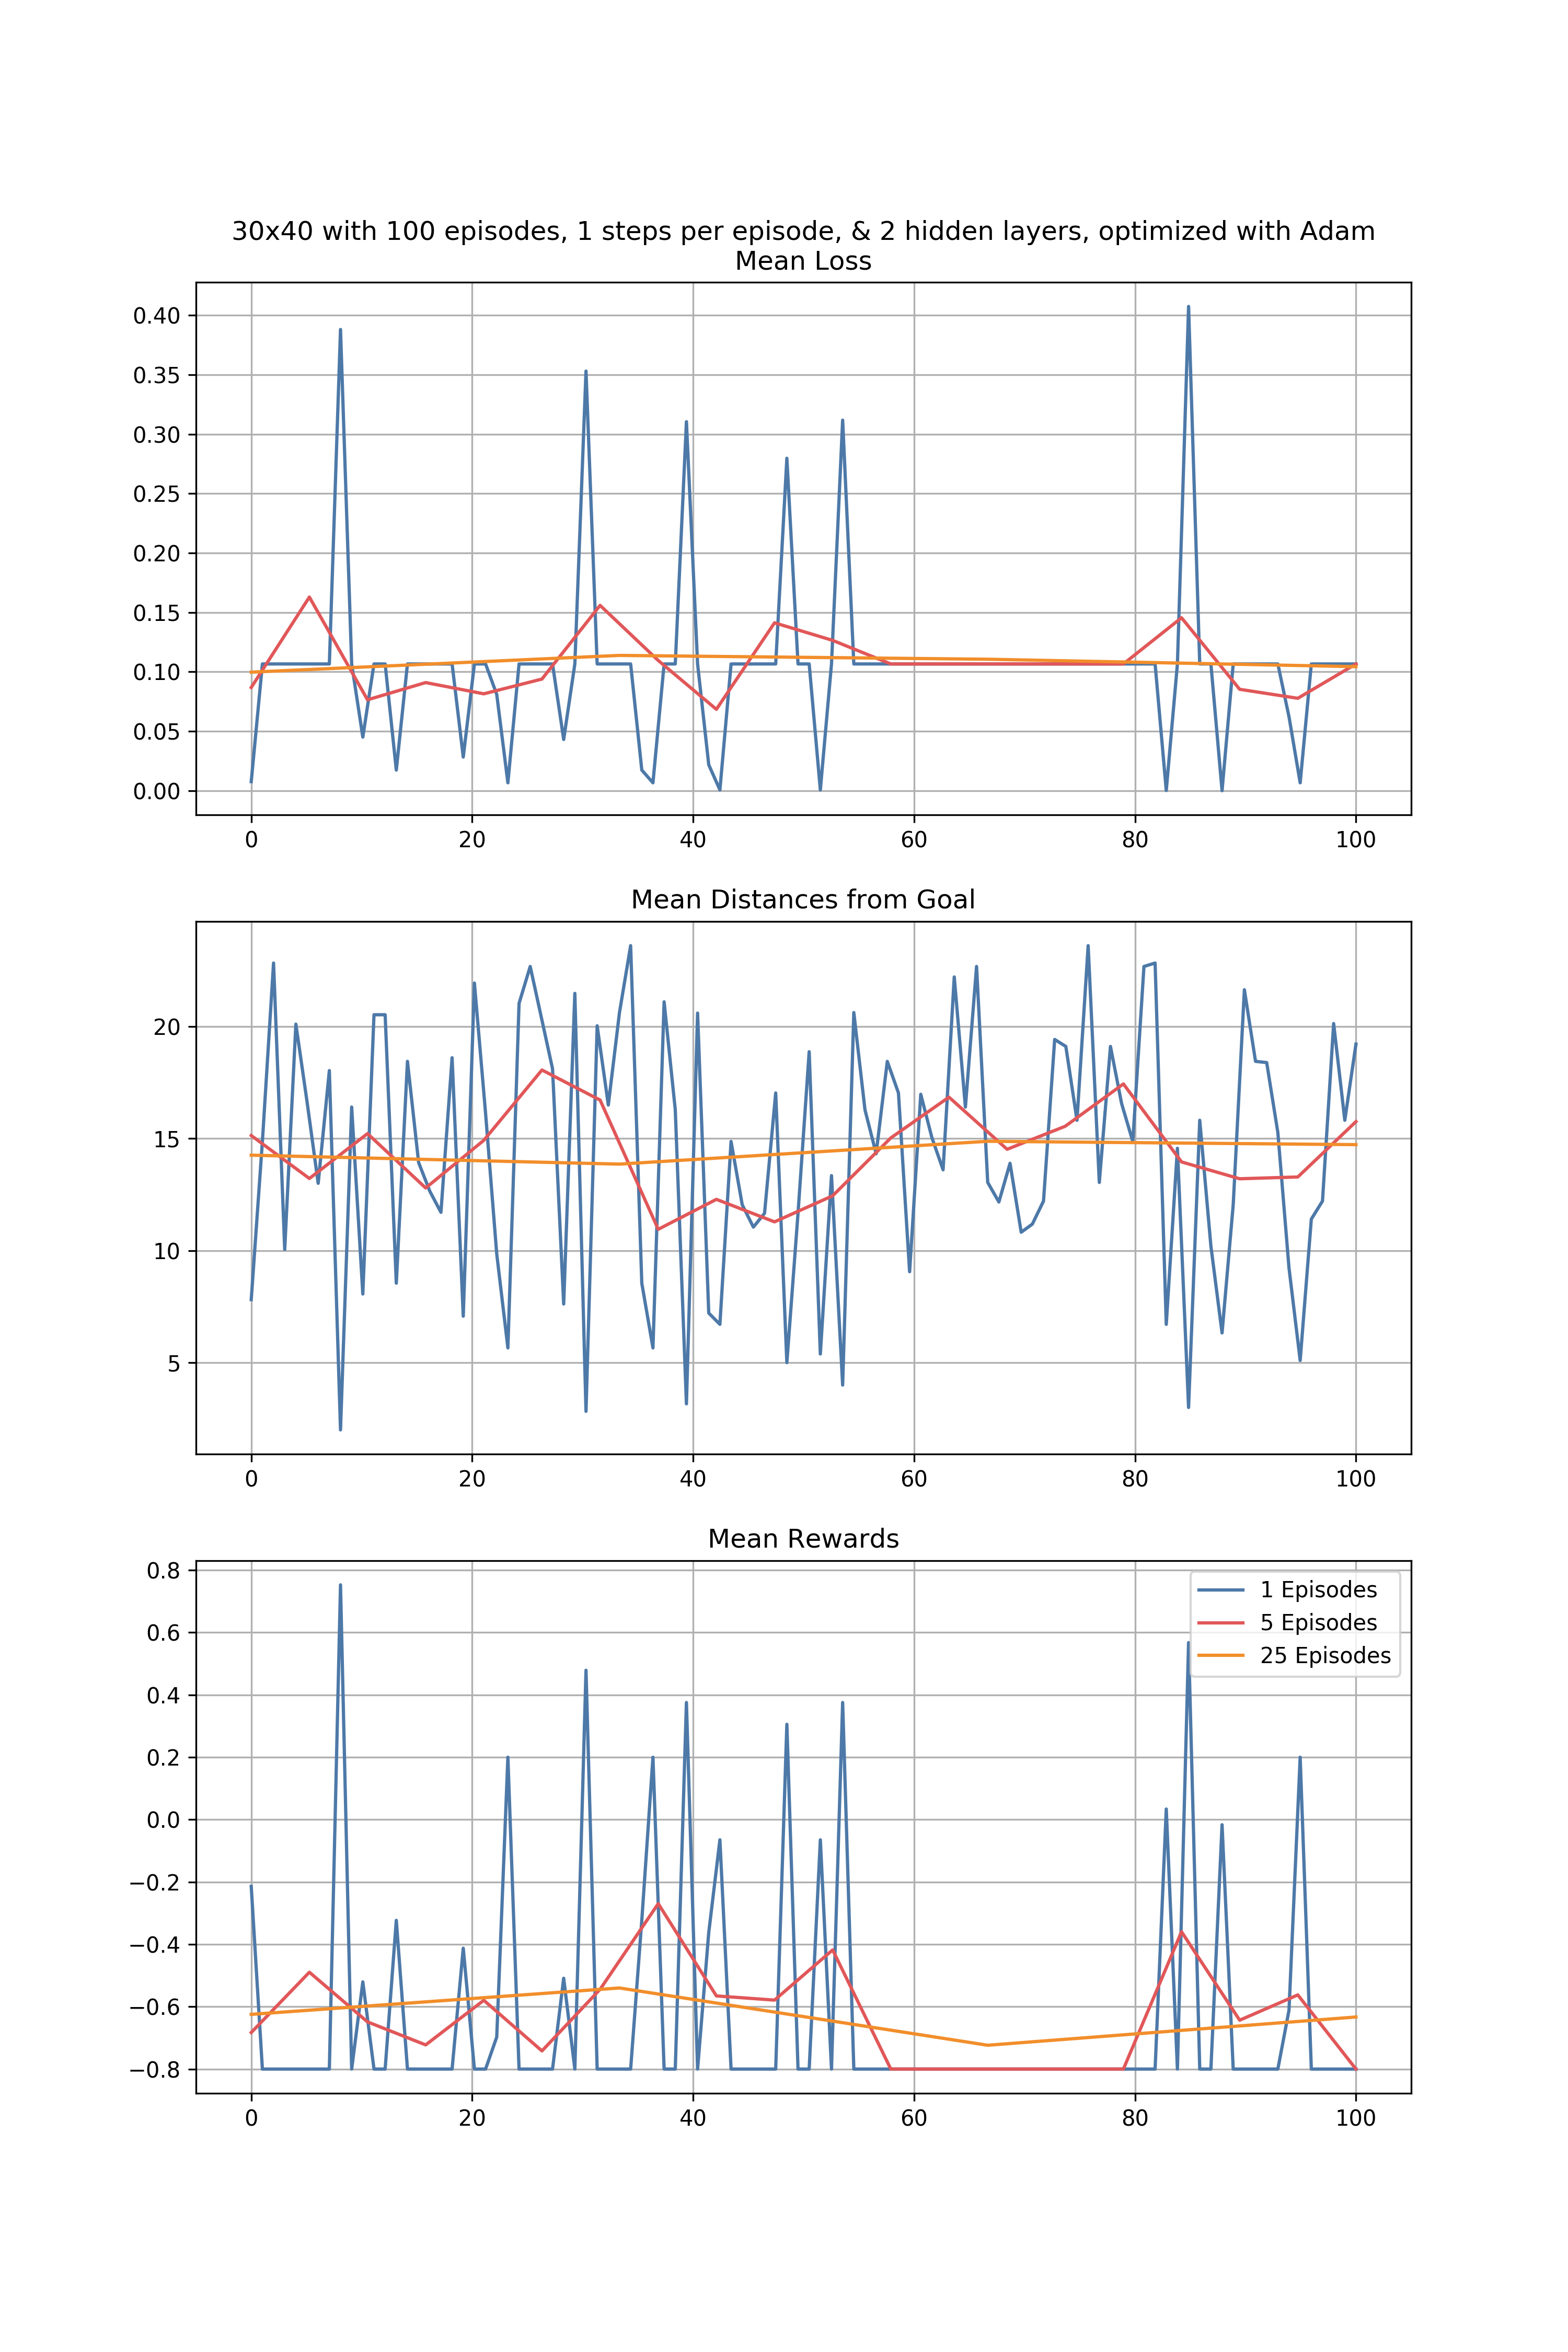 30x40 with 100 episodes, 1 steps per episode, & 2 hidden layers, optimized with Adam
Mean Loss
0.40
0.35
0.30
0.25
0.20
0.15
0.10
0.05
0.00
0 20 40 60 80 100
Mean Distances from Goal
20
15
10
5
0 20 40 60 80 100
Mean Rewards
0.8
0.6
0.4
0.2
0.0
−0.2
−0.4
−0.6
−0.8
1 Episodes
5 Episodes
25 Episodes
0 20 40 60 80 100